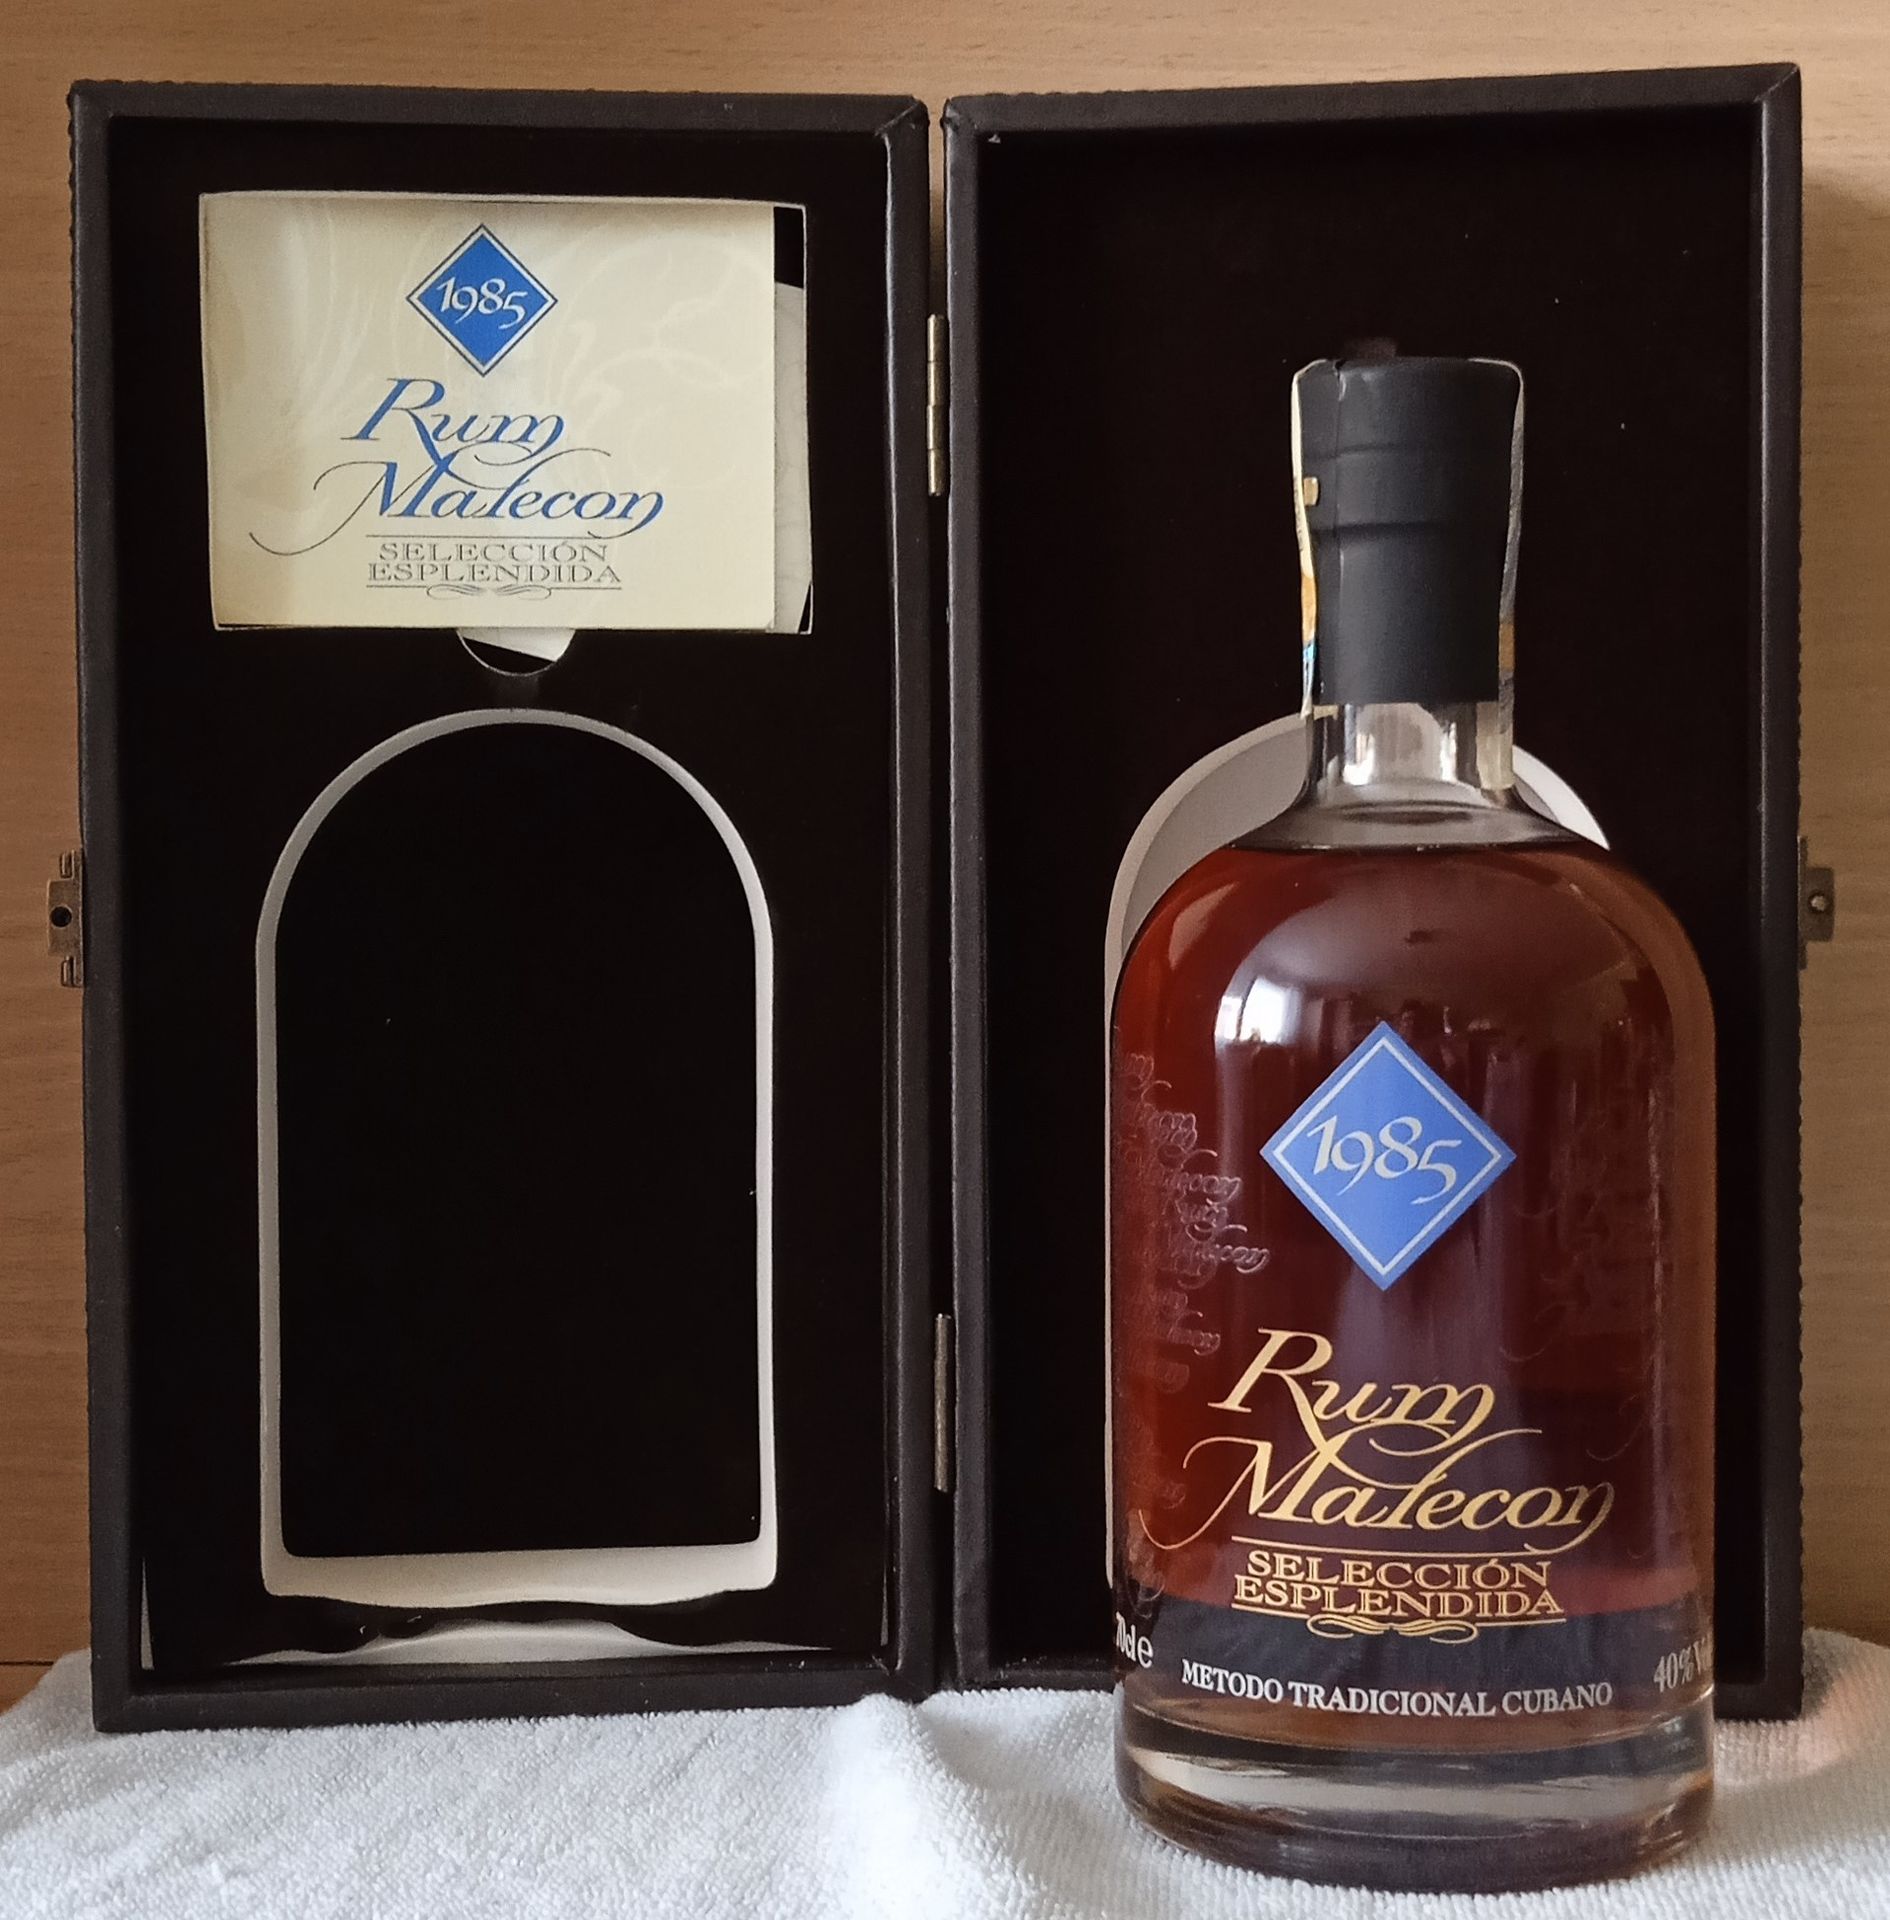 1985
Rum
Malecon
SELECCIÓN
ESPLENDIDA
1985
Rum
Malecon
SELECCIÓN
ESPLENDIDA
70cl e
METODO TRADICIONAL CUBANO
40% Vol